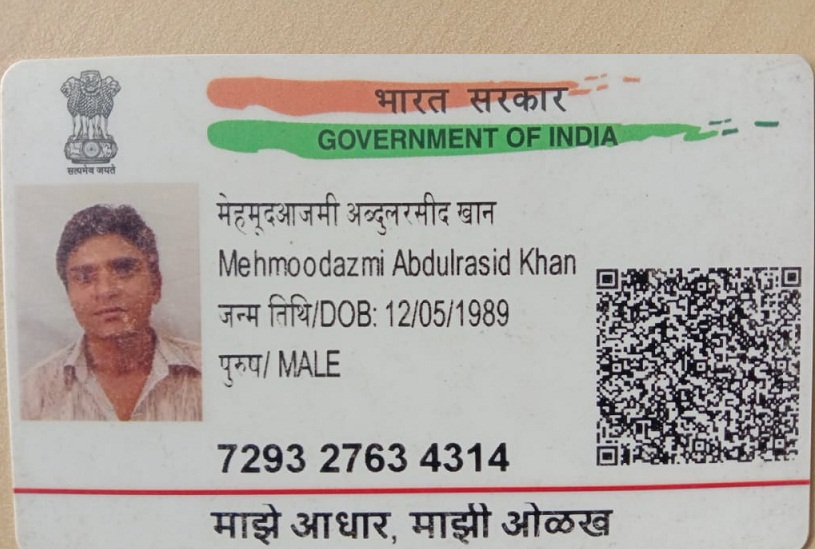 भारत सरकार
GOVERNMENT OF INDIA
सत्यमेव जयते
मेहमूदआजमी अब्दुलरसीद खान
Mehmoodazmi Abdulrasid Khan
जन्म तिथि/DOB: 12/05/1989
पुरुष/ MALE
7293 2763 4314
माझे आधार, माझी ओळख